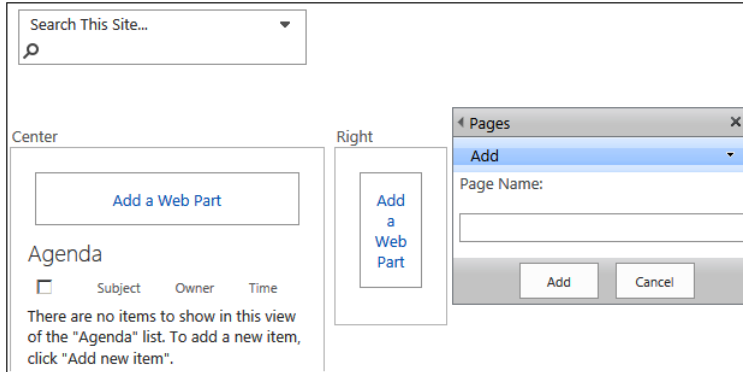 Search This Site...
Center
Add a Web Part
Agenda
Subject Owner Time
There are no items to show in this view
of the "Agenda" list. To add a new item,
click "Add new item".
Right
Add
a
Web
Part
Pages
Add
Page Name:
Add Cancel